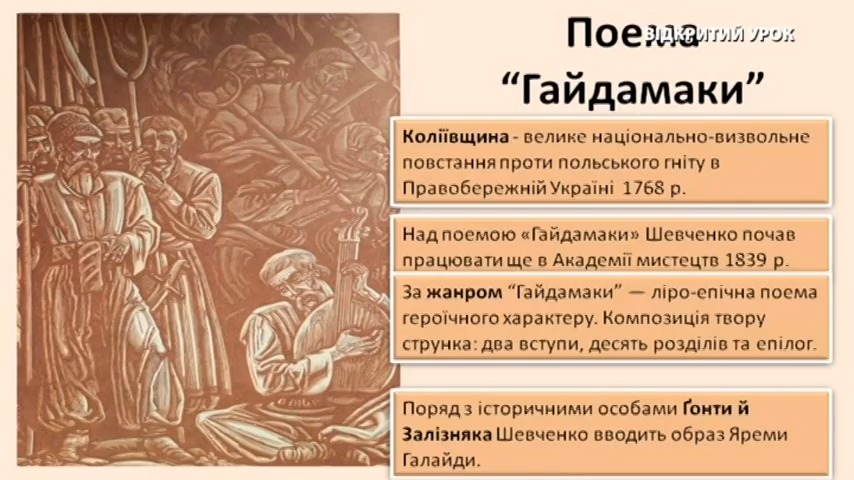 Поема
ВІДКРИТИЙ УРОК
“Гайдамаки”
Коліївщина - велике національно-визвольне
повстання проти польського гніту в
Правобережній Україні 1768 р.
Над поемою «Гайдамаки» Шевченко почав
працювати ще в Академії мистецтв 1839 р.
За жанром “Гайдамаки” — ліро-епічна поема
героїчного характеру. Композиція твору
струнка: два вступи, десять розділів та епілог.
Поряд з історичними особами Ґонти й
Залізняка Шевченко вводить образ Яреми
Галайди.